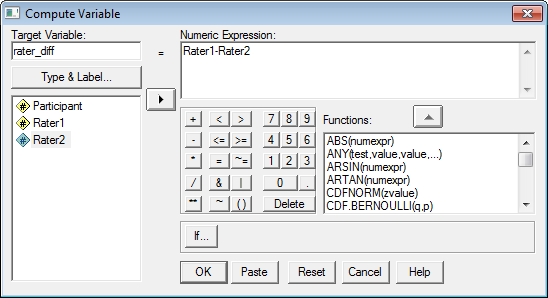 Compute Variable
Target Variable:
rater_diff
=
Numeric Expression:
Rater1-Rater2
Type & Label...
Participant
Rater1
Rater2
+ < > 7 8 9
- <= >= 4 5 6
* = ~= 1 2 3
/ & | 0 .
** ~ ( ) Delete
Functions:
ABS(numexpr)
ANY(test,value,value,...)
ARSIN(numexpr)
ARTAN(numexpr)
CDFNORM(zvalue)
CDF.BERNOULLI(q,p)
If...
OK Paste Reset Cancel Help